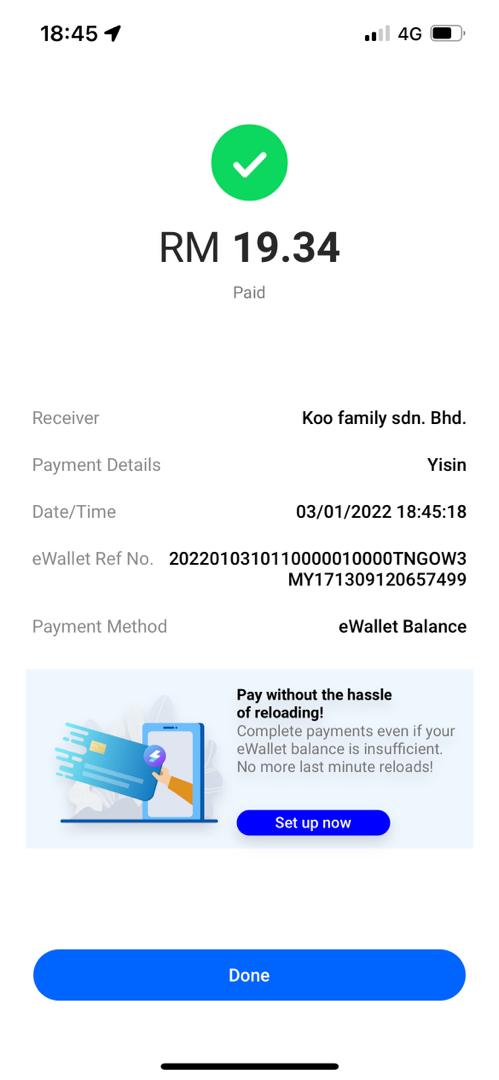 18:45 4G
RM 19.34
Paid
Receiver Koo family sdn. Bhd.
Payment Details Yisin
Date/Time 03/01/2022 18:45:18
eWallet Ref No. 2022010310110000010000TNGOW3
MY171309120657499
Payment Method eWallet Balance
Pay without the hassle
of reloading!
Complete payments even if your
eWallet balance is insufficient.
No more last minute reloads!
Set up now
Done